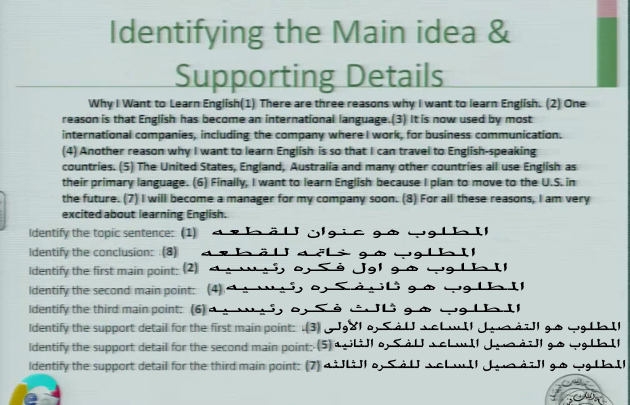 Identifying the Main idea &
Supporting Details
Why I Want to Learn English(1) There are three reasons why I want to learn English. (2) One
reason is that English has become an international language.(3) It is now used by most
international companies, including the company where I work, for business communication.
(4) Another reason why I want to learn English is so that I can travel to English-speaking
countries. (5) The United States, England, Australia and many other countries all use English as
their primary language. (6) Finally, I want to learn English because I plan to move to the U.S. in
the future. (7) I will become a manager for my company soon. (8) For all these reasons, I am very
excited about learning English.
Identify the topic sentence: (1) المطلوب هو عنوان للقطعه
Identify the conclusion: (8) المطلوب هو خاتمه للقطعه
Identify the first main point: (2) المطلوب هو اول فكره رئيسيه
Identify the second main point: (4) المطلوب هو ثانيفكره رئيسيه
Identify the third main point: (6) المطلوب هو ثالث فكره رئيسيه
Identify the support detail for the first main point: .(3) المطلوب هو التفصيل المساعد للفكره الأولى
Identify the support detail for the second main point: (5) المطلوب هو التفصيل المساعد للفكره الثانيه
Identify the support detail for the third main point: (7) المطلوب هو التفصيل المساعد للفكره الثالثه